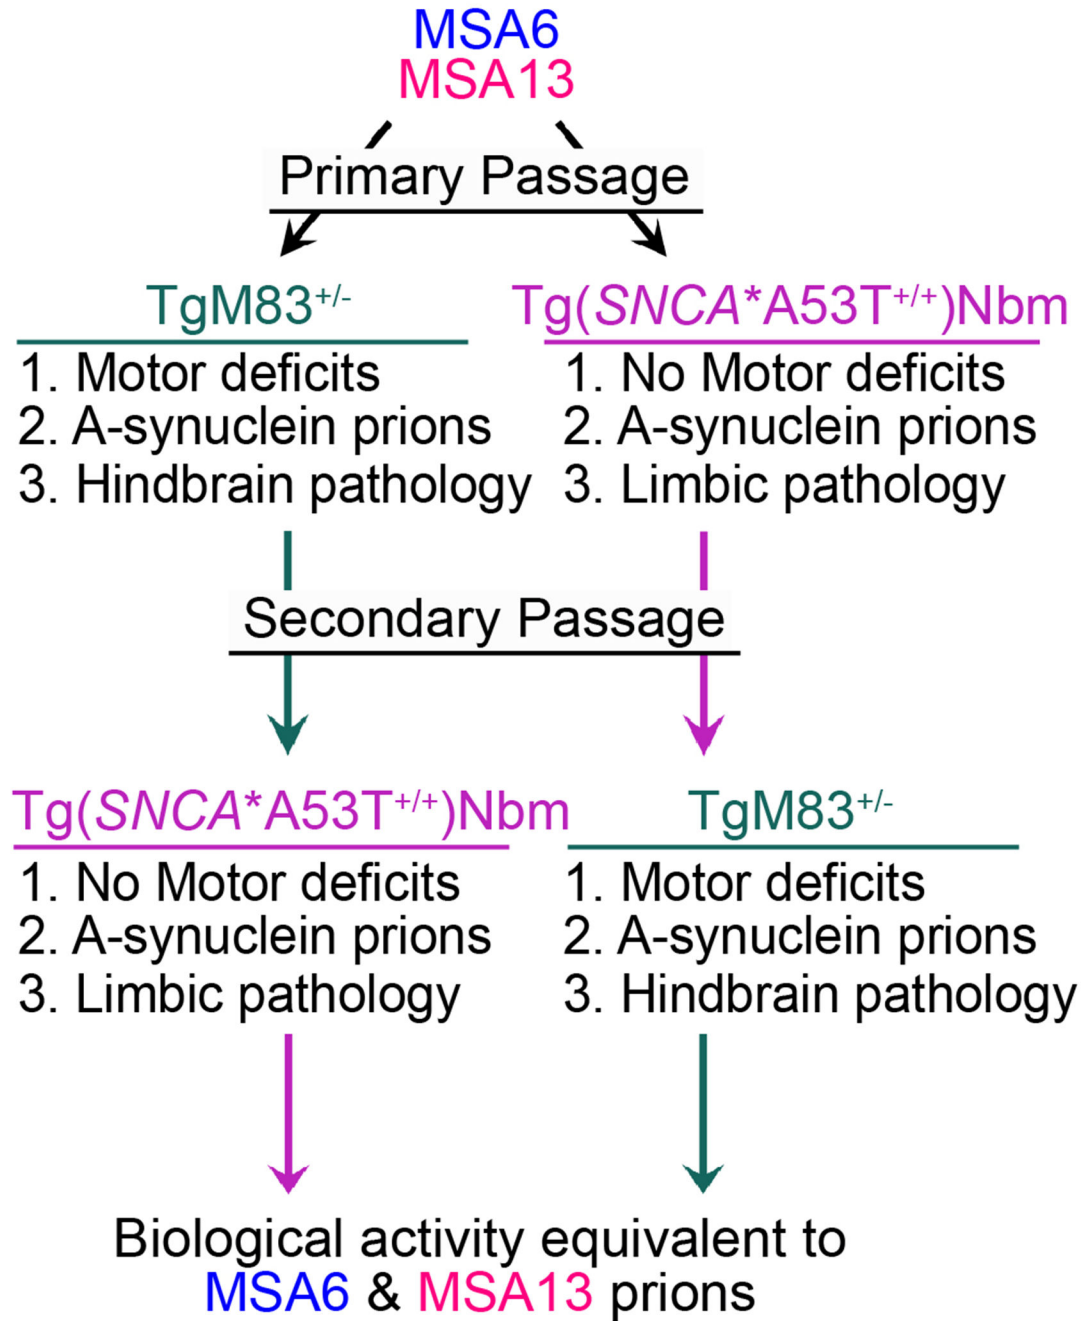 MSA6
MSA13
Primary Passage
TgM83+/-
1. Motor deficits
2. A-synuclein prions
3. Hindbrain pathology
Tg(SNCA*A53T+/+)Nbm
1. No Motor deficits
2. A-synuclein prions
3. Limbic pathology
Secondary Passage
Tg(SNCA*A53T+/+)Nbm
1. No Motor deficits
2. A-synuclein prions
3. Limbic pathology
TgM83+/-
1. Motor deficits
2. A-synuclein prions
3. Hindbrain pathology
Biological activity equivalent to
MSA6 & MSA13 prions